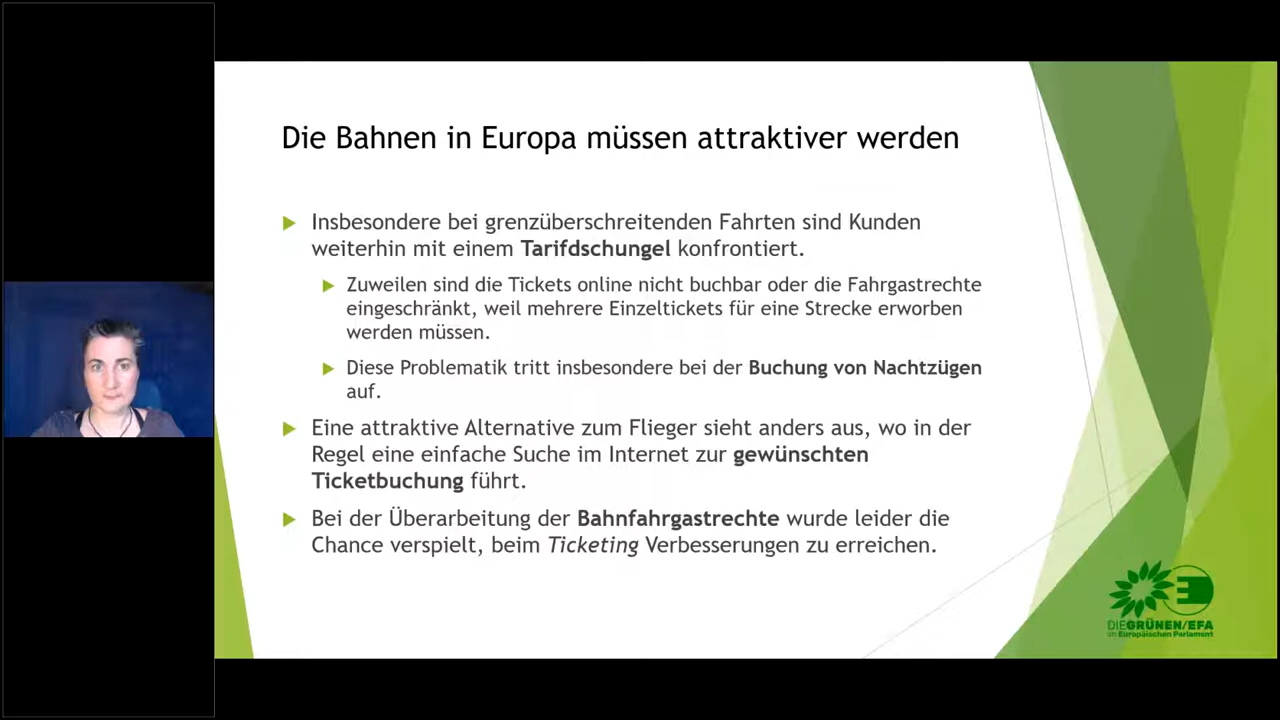 Die Bahnen in Europa müssen attraktiver werden
Insbesondere bei grenzüberschreitenden Fahrten sind Kunden
weiterhin mit einem Tarifdschungel konfrontiert.
Zuweilen sind die Tickets online nicht buchbar oder die Fahrgastrechte
eingeschränkt, weil mehrere Einzeltickets für eine Strecke erworben
werden müssen.
Diese Problematik tritt insbesondere bei der Buchung von Nachtzügen
auf.
Eine attraktive Alternative zum Flieger sieht anders aus, wo in der
Regel eine einfache Suche im Internet zur gewünschten
Ticketbuchung führt.
Bei der Überarbeitung der Bahnfahrgastrechte wurde leider die
Chance verspielt, beim Ticketing Verbesserungen zu erreichen.
DIEGRÜNEN/EFA
im Europäischen Parlament